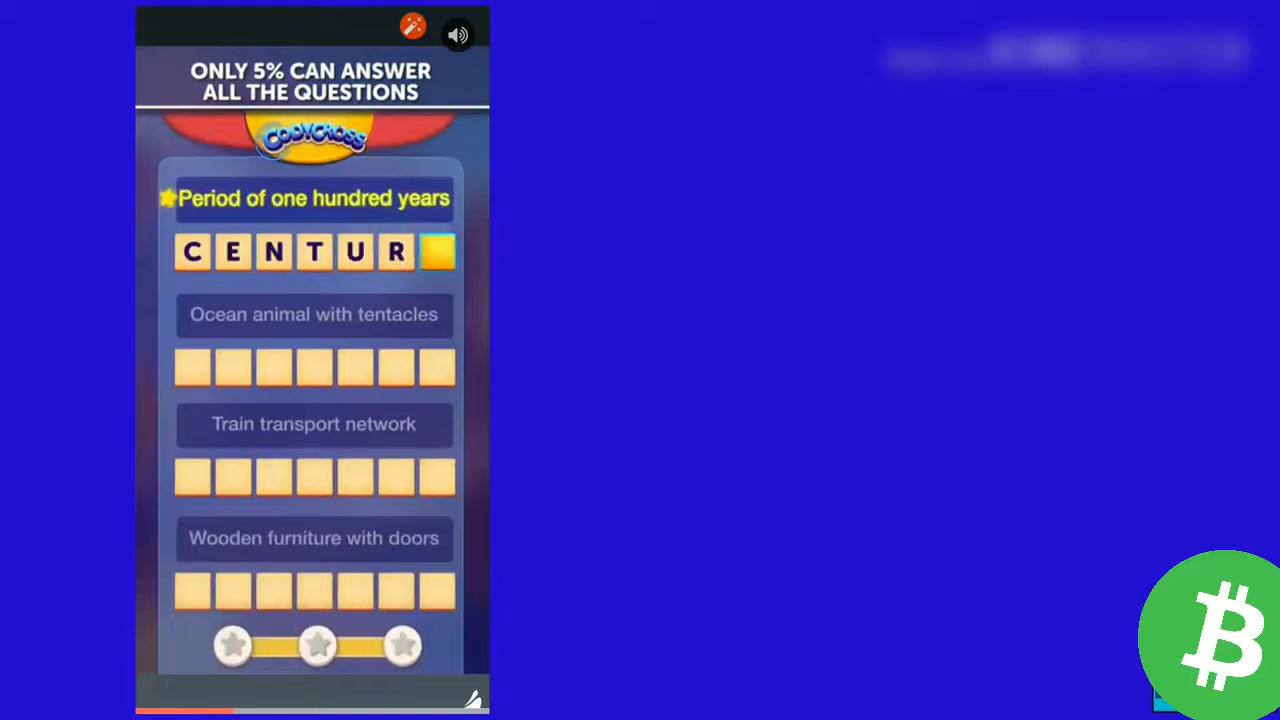 ONLY 5% CAN ANSWER
ALL THE QUESTIONS
CODYCROSS
Period of one hundred years
C E N T U R
Ocean animal with tentacles
Train transport network
Wooden furniture with doors